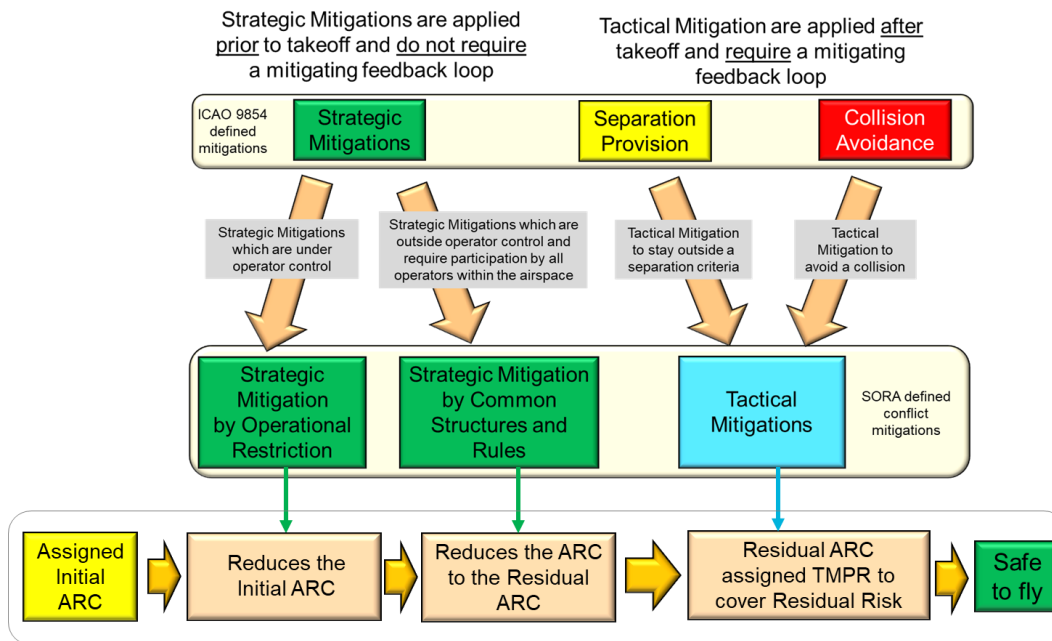 Strategic Mitigations are applied
prior to takeoff and do not require
a mitigating feedback loop
Tactical Mitigation are applied after
takeoff and require a mitigating
feedback loop
ICAO 9854
defined
mitigations
Strategic
Mitigations
Separation
Provision
Collision
Avoidance
Strategic Mitigations
which are under
operator control
Strategic Mitigations which are
outside operator control and
require participation by all
operators within the airspace
Tactical Mitigation
to stay outside a
separation criteria
Tactical
Mitigation to
avoid a collision
Strategic
Mitigation
by Operational
Restriction
Strategic Mitigation
by Common
Structures and
Rules
Tactical
Mitigations
SORA defined
conflict
mitigations
Assigned
Initial
ARC
Reduces the
Initial ARC
Reduces the ARC
to the Residual
ARC
Residual ARC
assigned TMPR to
cover Residual Risk
Safe
to fly